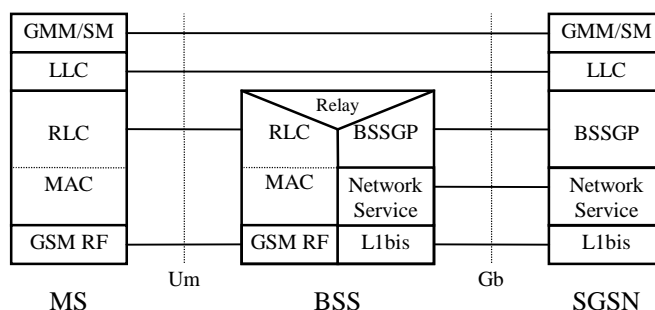 GMM/SM
GMM/SM
LLC
LLC
Relay
RLC
RLC
BSSGP
BSSGP
MAC
MAC
Network
Service
Network
Service
GSM RF
GSM RF
L1bis
L1bis
Um
Gb
MS
BSS
SGSN